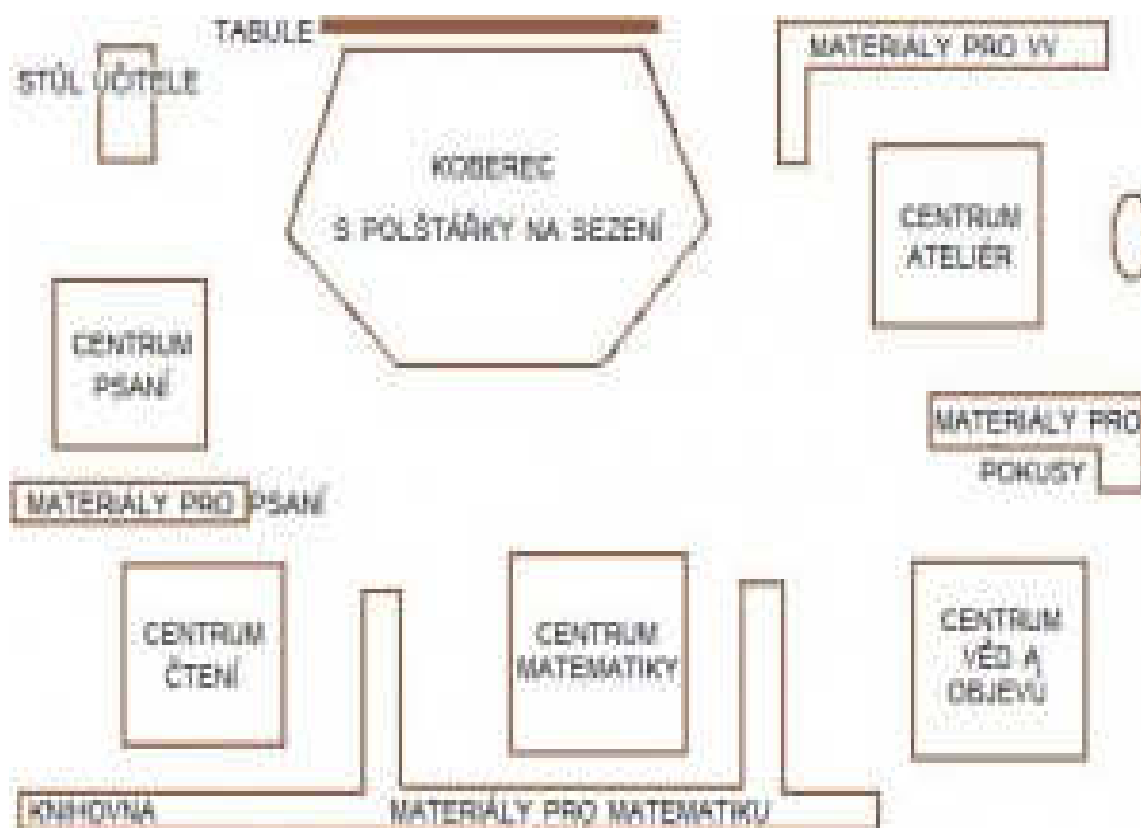 TABULE
MATERIÁLY PRO VV
STŮL UČITELE
KOBEREC
S POLŠTÁŘKY NA SEZENÍ
CENTRUM
ATELIÉR
CENTRUM
PSANÍ
MATERIÁLY PRO
POKUSY
MATERIÁLY PRO PSANÍ
CENTRUM
ČTENÍ
CENTRUM
MATEMATIKY
CENTRUM
VĚD A
OBJEVŮ
KNIHOVNA
MATERIÁLY PRO MATEMATIKU